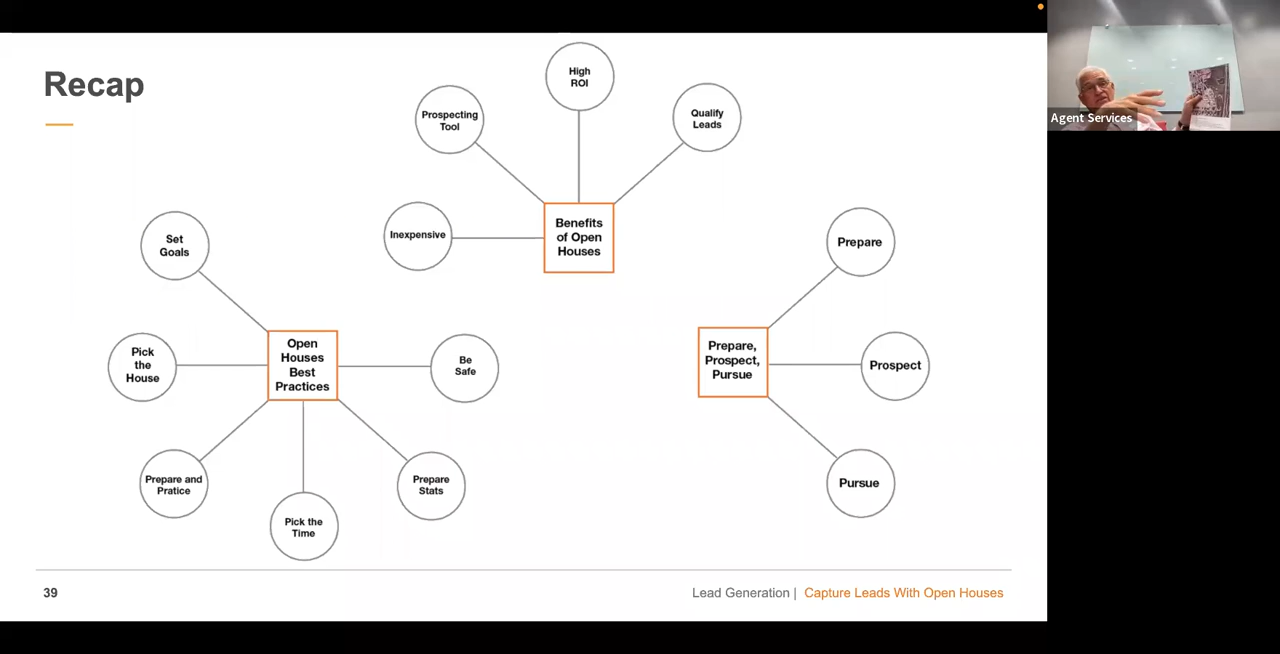 Recap
High
ROI
Prospecting
Tool
Qualify
Leads
Inexpensive
Benefits
of Open
Houses
Set
Goals
Pick
the
House
Open
Houses
Best
Practices
Be
Safe
Prepare and
Pratice
Pick the
Time
Prepare
Stats
Prepare,
Prospect,
Pursue
Prepare
Prospect
Pursue
39
Lead Generation | Capture Leads With Open Houses
Agent Services